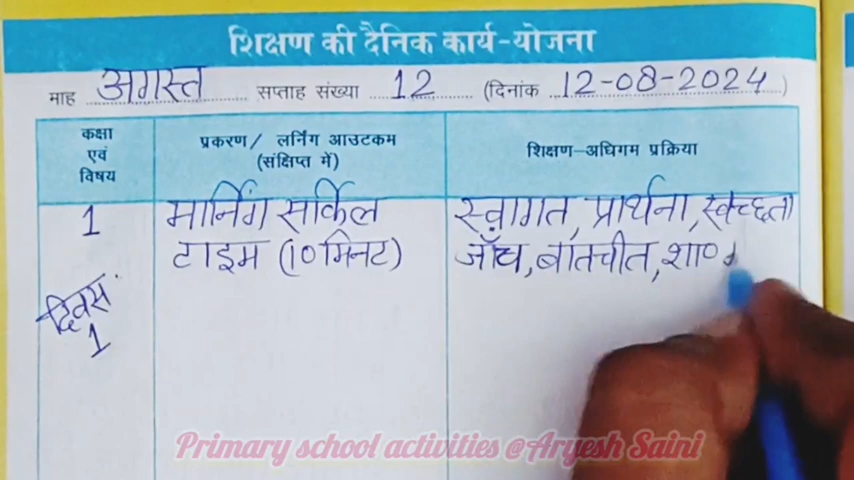 शिक्षण की दैनिक कार्य-योजना
माह अगस्त सप्ताह संख्या 12 (दिनांक 12-08-2024)
कक्षा एवं विषय
प्रकरण/ लर्निंग आउटकम (संक्षिप्त में)
शिक्षण-अधिगम प्रक्रिया
1
मार्निंग सर्किल
टाइम (10 मिनट)
स्वागत, प्रार्थना, स्वच्छता
जाँच, बातचीत, शा०
दिवस
1
Primary school activities @Aryesh Saini